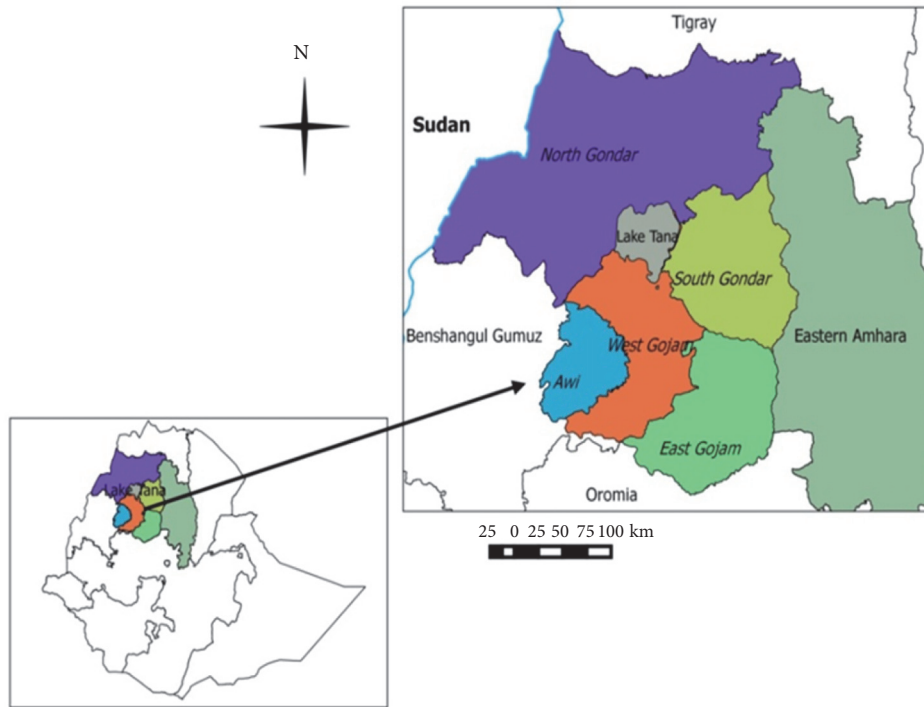 N
Tigray
Sudan
North Gondar
Lake Tana
South Gondar
Benshangul Gumuz
West Gojam
Eastern Amhara
Awi
East Gojam
Oromia
Lake Tana
25 0 25 50 75 100 km